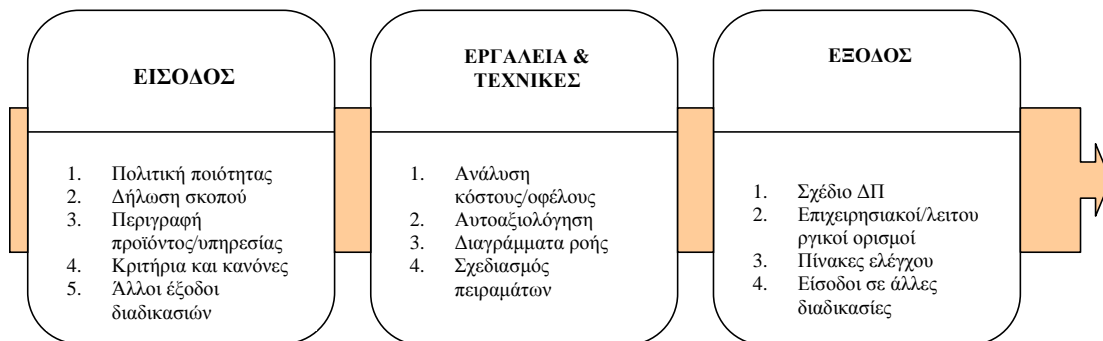 ΕΙΣΟΔΟΣ
1. Πολιτική ποιότητας
2. Δήλωση σκοπού
3. Περιγραφή
προϊόντος/υπηρεσίας
4. Κριτήρια και κανόνες
5. Άλλοι έξοδοι
διαδικασιών
ΕΡΓΑΛΕΙΑ &
ΤΕΧΝΙΚΕΣ
1. Ανάλυση
κόστους/οφέλους
2. Αυτοαξιολόγηση
3. Διαγράμματα ροής
4. Σχεδιασμός
πειραμάτων
ΕΞΟΔΟΣ
1. Σχέδιο ΔΠ
2. Επιχειρησιακοί/λειτου
ργικοί ορισμοί
3. Πίνακες ελέγχου
4. Είσοδοι σε άλλες
διαδικασίες